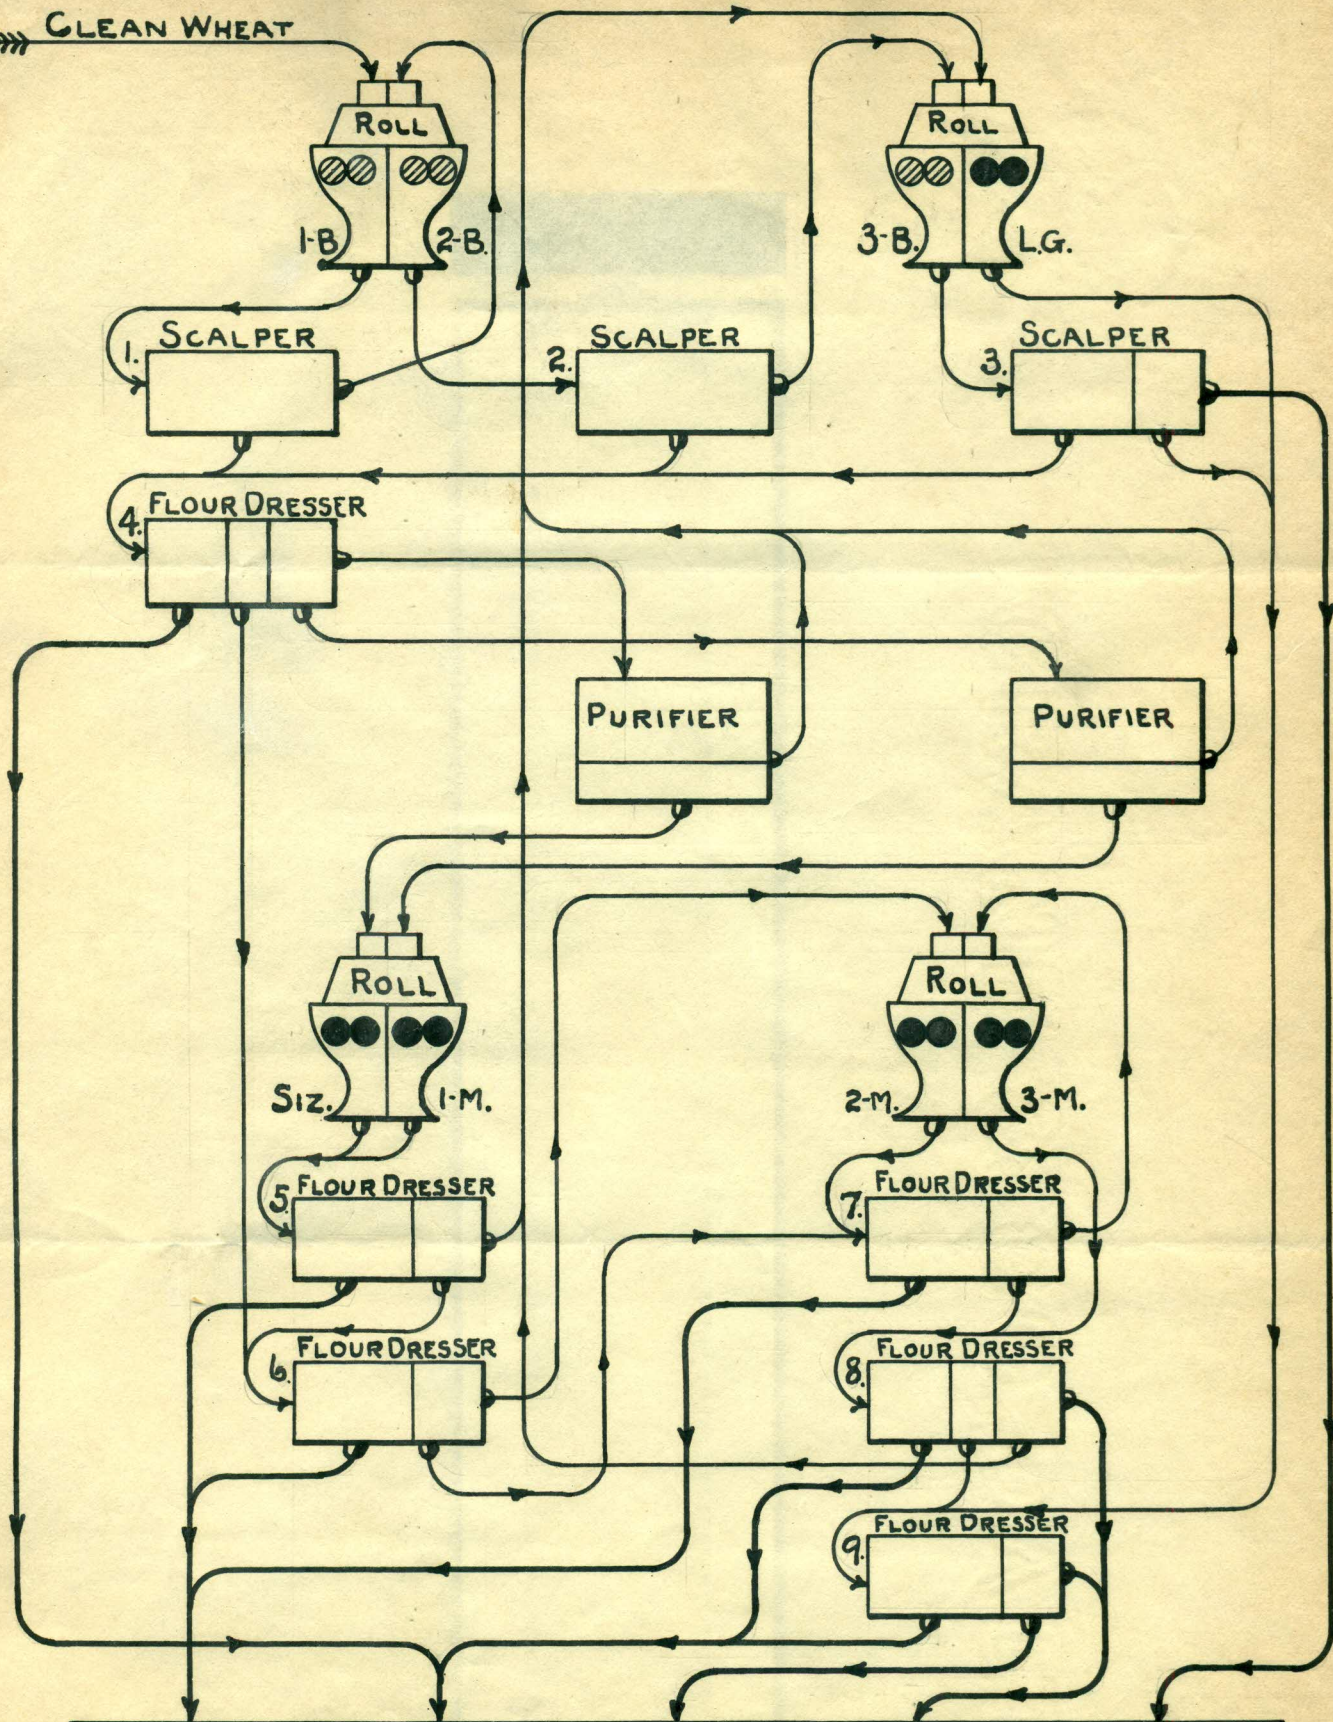 CLEAN WHEAT
ROLL
ROLL
1-B.
2-B.
3-B.
L.G.
1.
SCALPER
2.
SCALPER
3.
SCALPER
4.
FLOUR DRESSER
PURIFIER
PURIFIER
ROLL
ROLL
SIZ.
1-M.
2-M.
3-M.
5.
FLOUR DRESSER
7.
FLOUR DRESSER
6.
FLOUR DRESSER
8.
FLOUR DRESSER
9.
FLOUR DRESSER